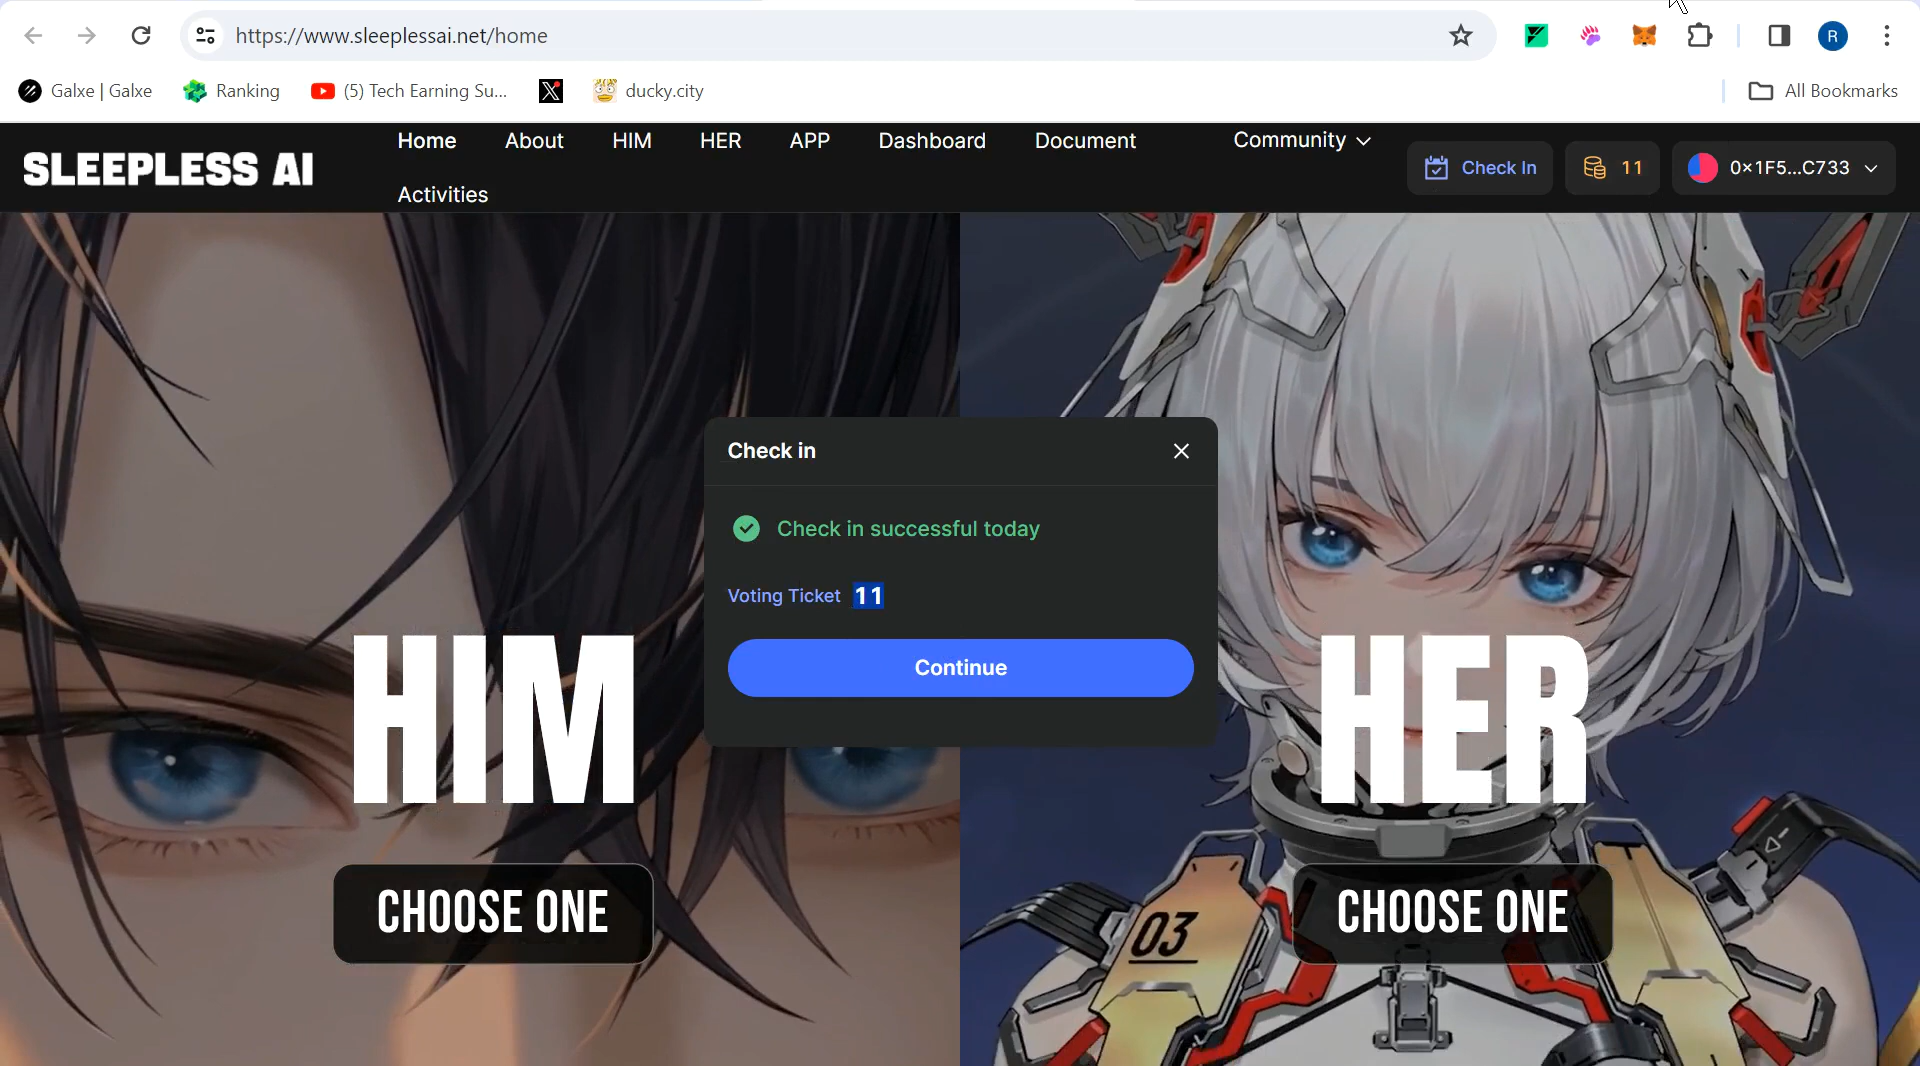 https://www.sleeplessai.net/home
R
Galxe | Galxe
Ranking
(5) Tech Earning Su...
ducky.city
All Bookmarks
SLEEPLESS AI
Home
About
HIM
HER
APP
Dashboard
Document
Community
Activities
Check In
11
0×1F5...C733
Check in
Check in successful today
Voting Ticket 11
Continue
HIM
HER
CHOOSE ONE
CHOOSE ONE
03